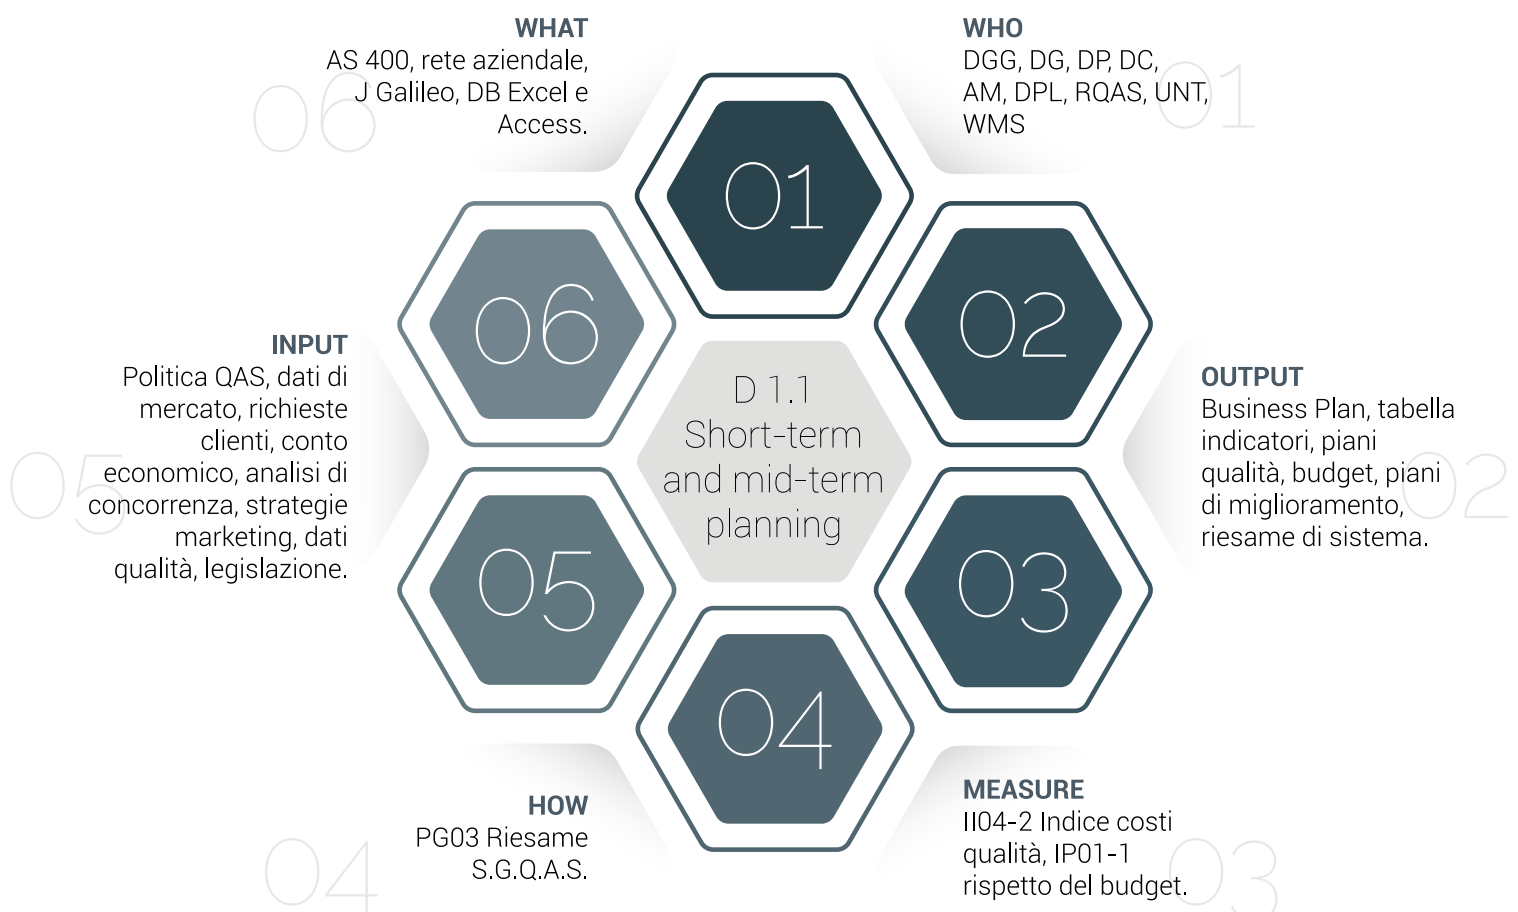 WHAT
AS 400, rete aziendale,
J Galileo, DB Excel e
Access.
06
WHO
DGG, DG, DP, DC,
AM, DPL, RQAS, UNT,
WMS
01
01
06
02
INPUT
Politica QAS, dati di
mercato, richieste
clienti, conto
economico, analisi di
concorrenza, strategie
marketing, dati
qualità, legislazione.
05
D 1.1
Short-term
and mid-term
planning
OUTPUT
Business Plan, tabella
indicatori, piani
qualità, budget, piani
di miglioramento,
riesame di sistema.
02
05
03
04
HOW
PG03 Riesame
S.G.Q.A.S.
04
MEASURE
II04-2 Indice costi
qualità, IP01-1
rispetto del budget.
03